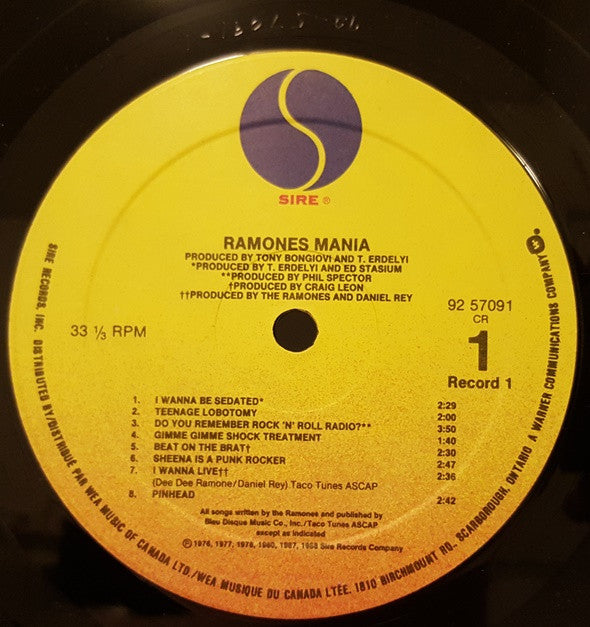 SIRE ®
RAMONES MANIA
PRODUCED BY TONY BONGIOVI AND T. ERDELYI
*PRODUCED BY T. ERDELYI AND ED STASIUM
**PRODUCED BY PHIL SPECTOR
†PRODUCED BY CRAIG LEON
††PRODUCED BY THE RAMONES AND DANIEL REY
33 ⅓ RPM
92 57091
CR
1
Record 1
1. I WANNA BE SEDATED* 2:29
2. TEENAGE LOBOTOMY 2:00
3. DO YOU REMEMBER ROCK 'N' ROLL RADIO?** 3:50
4. GIMME GIMME SHOCK TREATMENT 1:40
5. BEAT ON THE BRAT† 2:30
6. SHEENA IS A PUNK ROCKER 2:47
7. I WANNA LIVE†† 2:36
(Dee Dee Ramone/Daniel Rey) Taco Tunes ASCAP
8. PINHEAD 2:42
All songs written by the Ramones and published by
Bleu Disque Music Co., Inc./Taco Tunes ASCAP
except as indicated
Ⓟ 1976, 1977, 1978, 1980, 1987, 1988 Sire Records Company
SIRE RECORDS, INC. DISTRIBUTED BY/DISTRIBUÉ PAR WEA MUSIC OF CANADA LTD./WEA MUSIQUE DU CANADA LTÉE. 1810 BIRCHMOUNT RD. SCARBOROUGH, ONTARIO A WARNER COMMUNICATIONS COMPANY